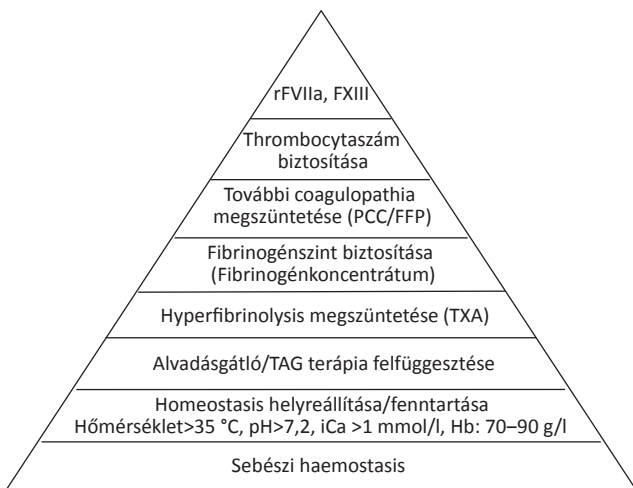 rFVIIa, FXIII
Thrombocytaszám
biztosítása
További coagulopathia
megszüntetése (PCC/FFP)
Fibrinogénszint biztosítása
(Fibrinogénkoncentrátum)
Hyperfibrinolysis megszüntetése (TXA)
Alvadásgátló/TAG terápia felfüggesztése
Homeostasis helyreállítása/fenntartása
Hőmérséklet>35 °C, pH>7,2, iCa >1 mmol/l, Hb: 70–90 g/l
Sebészi haemostasis